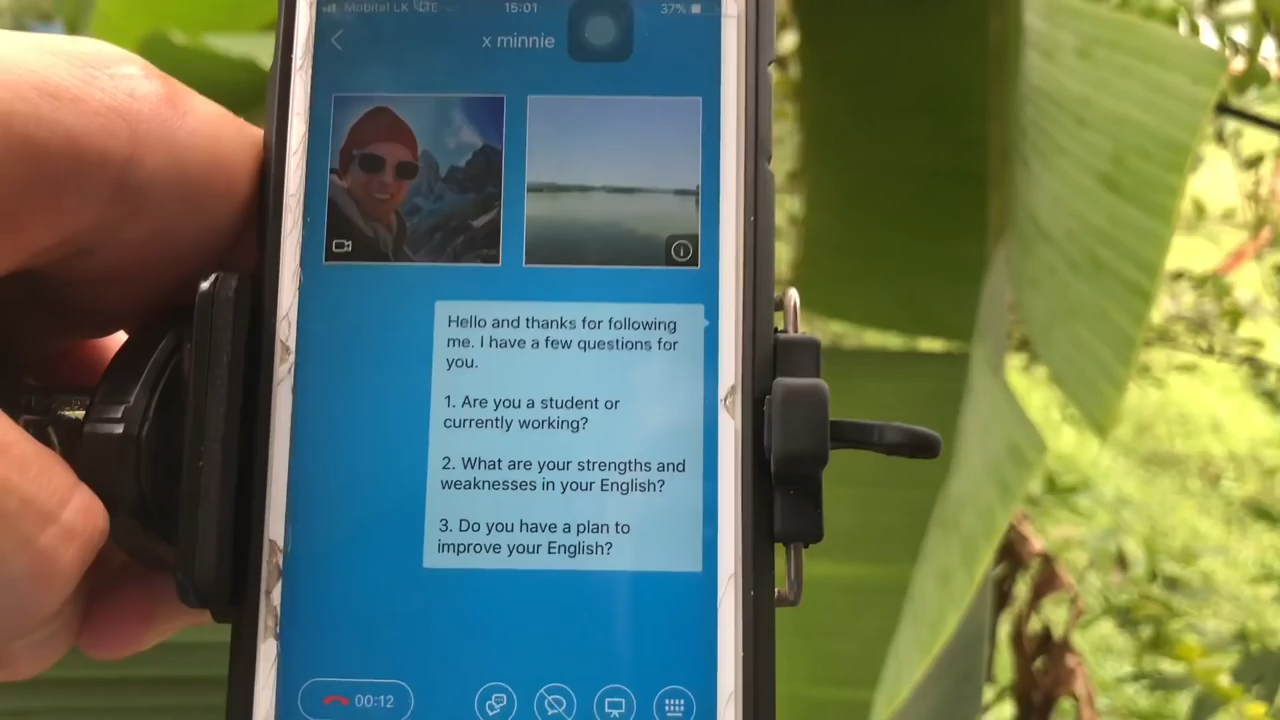 Mobitel LK LTE 15:01 37%
x minnie
Hello and thanks for following
me. I have a few questions for
you.
1. Are you a student or
currently working?
2. What are your strengths and
weaknesses in your English?
3. Do you have a plan to
improve your English?
00:12